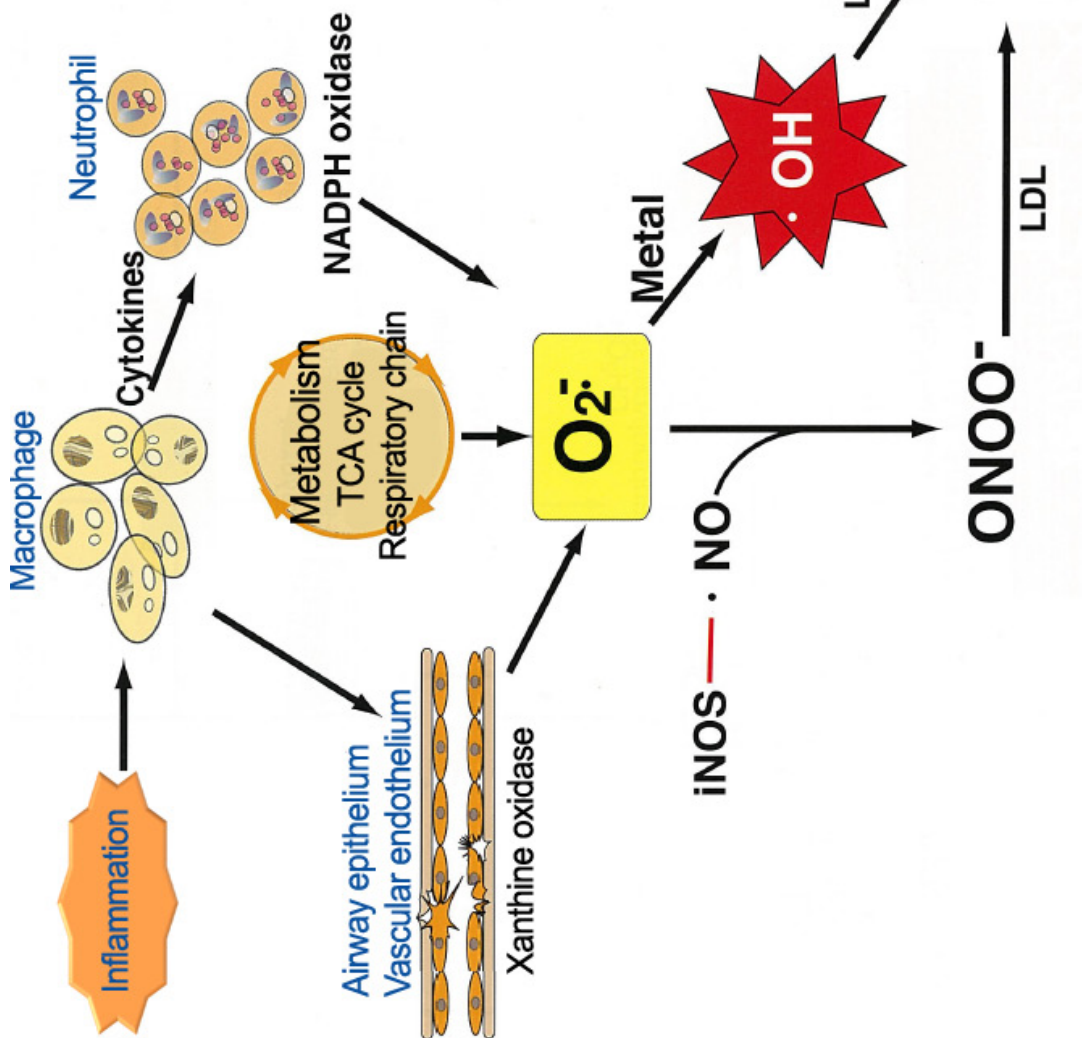 Inflammation
Macrophage
Cytokines
Neutrophil
NADPH oxidase
Airway epithelium
Vascular endothelium
Xanthine oxidase
Metabolism
TCA cycle
Respiratory chain
O₂⁻·
Metal
· OH
iNOS
· NO
ONOO⁻
LDL
L